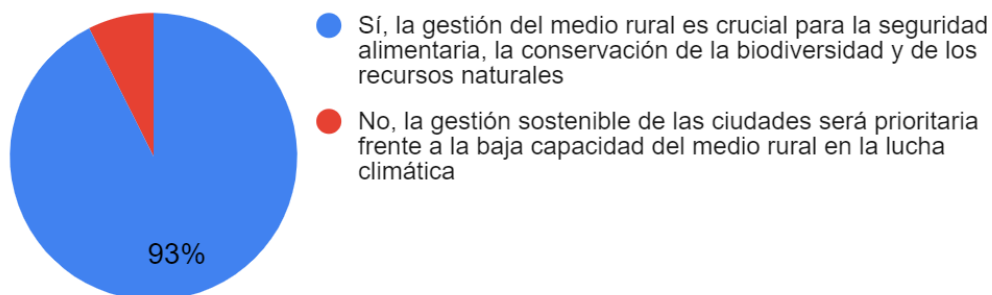 Sí, la gestión del medio rural es crucial para la seguridad
alimentaria, la conservación de la biodiversidad y de los
recursos naturales
No, la gestión sostenible de las ciudades será prioritaria
frente a la baja capacidad del medio rural en la lucha
climática
93%